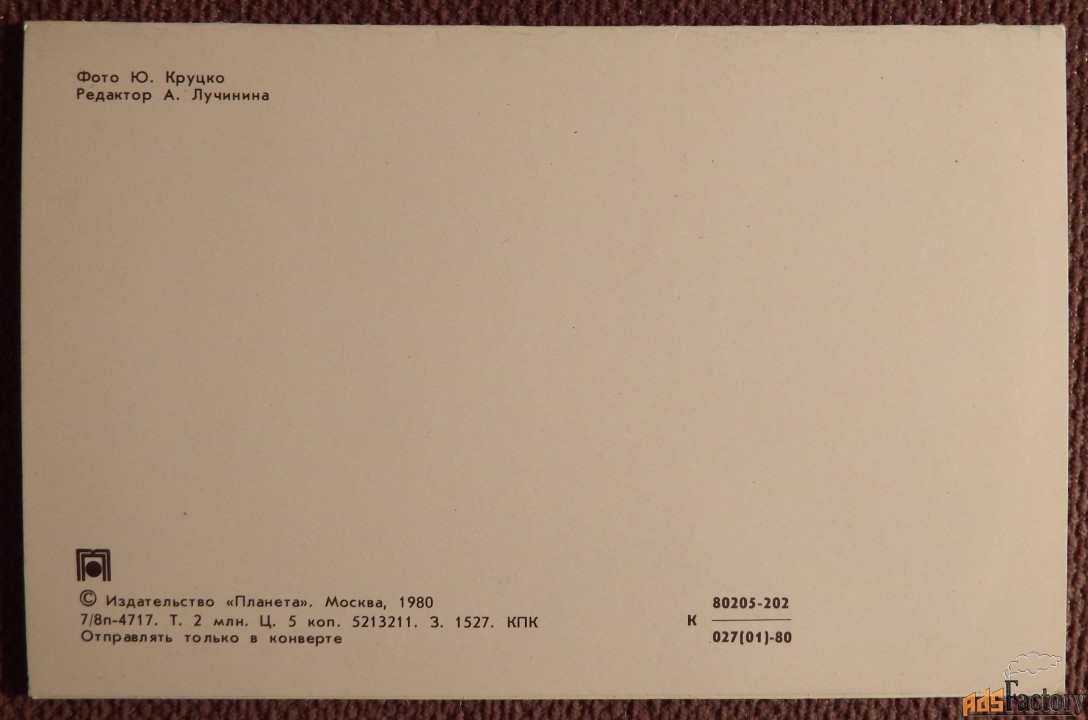 Фото Ю. Круцко
Редактор А. Лучинина
© Издательство «Планета». Москва, 1980
7/8п-4717. Т. 2 млн. Ц. 5 коп. 5213211. З. 1527. КПК
Отправлять только в конверте
К 80205-202
027(01)-80
AdsFactory